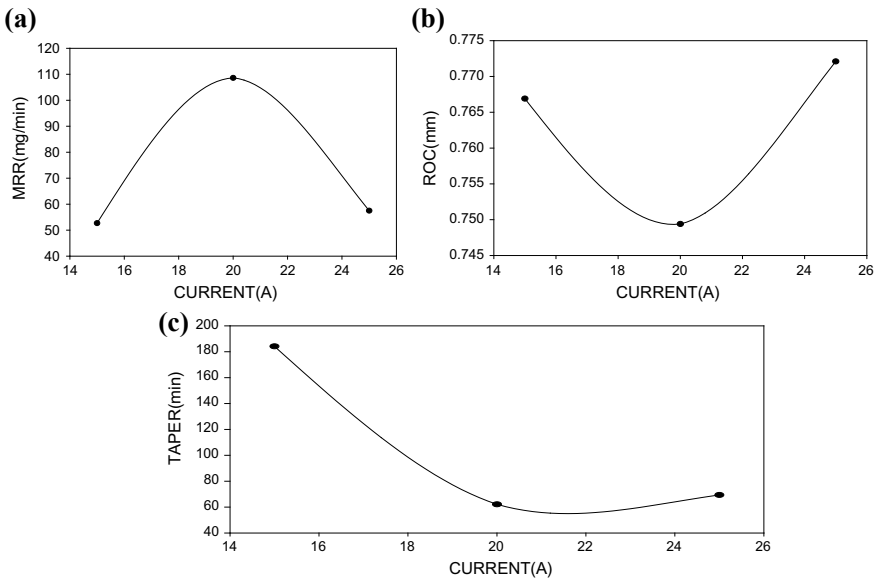 (a)
120
110
100
90
80
70
60
50
40
MRR(mg/min)
14 16 18 20 22 24 26
CURRENT(A)
(b)
0.775
0.770
0.765
0.760
0.755
0.750
0.745
ROC(mm)
14 16 18 20 22 24 26
CURRENT(A)
(c)
200
180
160
140
120
100
80
60
40
TAPER(min)
14 16 18 20 22 24 26
CURRENT(A)